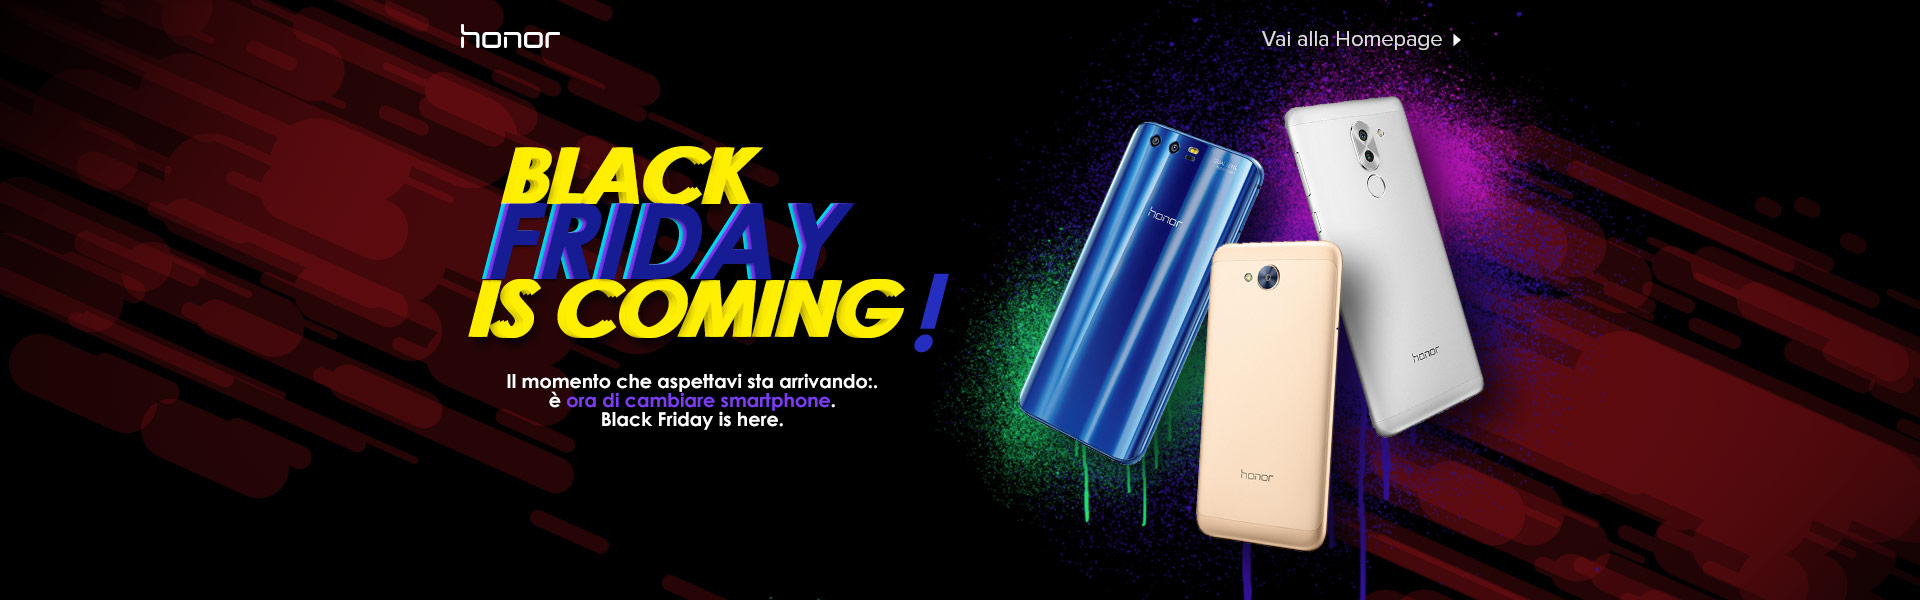 honor
Vai alla Homepage
BLACK
FRIDAY
IS COMING!
Il momento che aspettavi sta arrivando:.
è ora di cambiare smartphone.
Black Friday is here.
honor
honor
honor